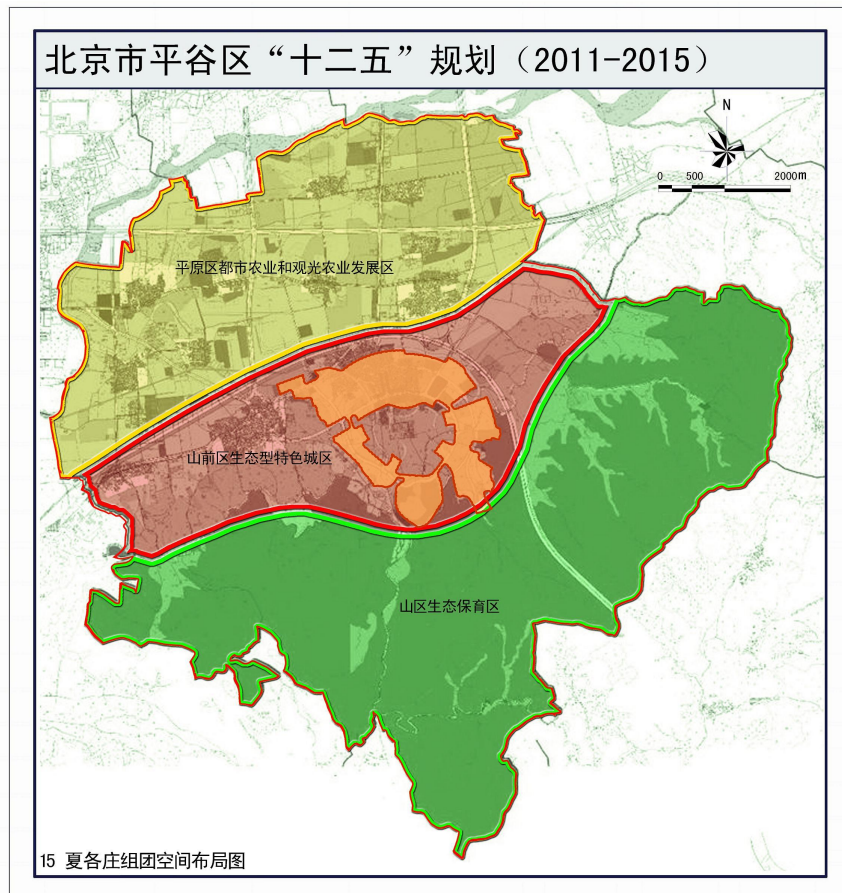 北京市平谷区“十二五”规划（2011-2015）
N
0 500 2000m
平原区都市农业和观光农业发展区
山前区生态型特色城区
山区生态保育区
15 夏各庄组团空间布局图